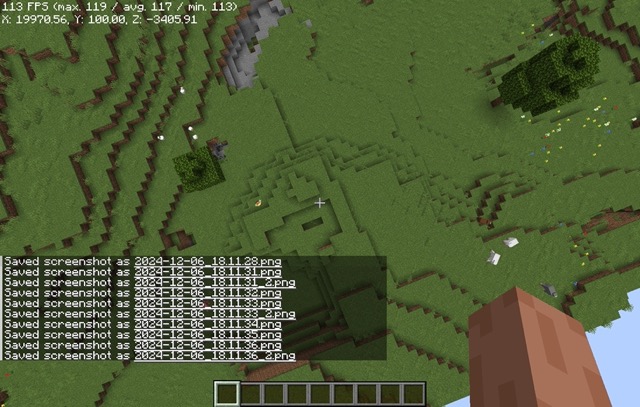 113 FPS (max. 119 / avg. 117 / min. 113)
X: 19970.56, Y: 100.00, Z: -3405.91
Saved screenshot as 2024-12-06_18.11.28.png
Saved screenshot as 2024-12-06_18.11.31.png
Saved screenshot as 2024-12-06_18.11.31_2.png
Saved screenshot as 2024-12-06_18.11.32.png
Saved screenshot as 2024-12-06_18.11.33.png
Saved screenshot as 2024-12-06_18.11.33_2.png
Saved screenshot as 2024-12-06_18.11.34.png
Saved screenshot as 2024-12-06_18.11.35.png
Saved screenshot as 2024-12-06_18.11.36.png
Saved screenshot as 2024-12-06_18.11.36_2.png